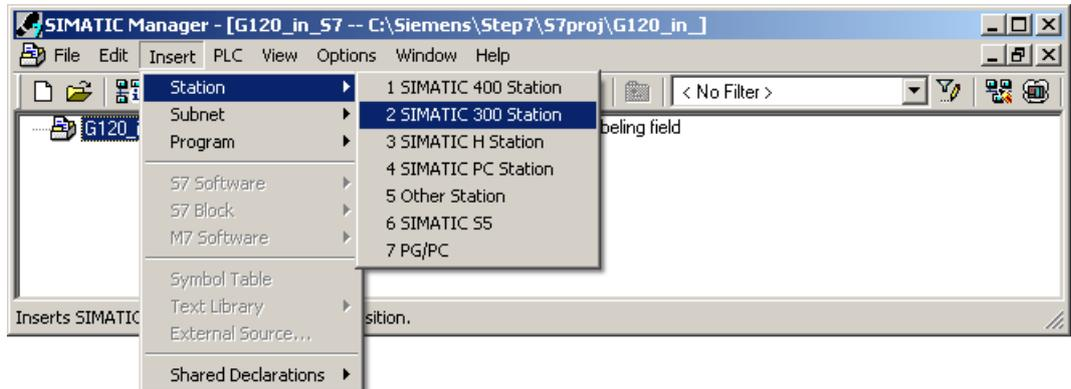 SIMATIC Manager - [G120_in_S7 -- C:\Siemens\Step7\S7proj\G120_in_]
File Edit Insert PLC View Options Window Help
< No Filter >
Station
Subnet
Program
S7 Software
S7 Block
M7 Software
Symbol Table
Text Library
External Source...
Shared Declarations
1 SIMATIC 400 Station
2 SIMATIC 300 Station
3 SIMATIC H Station
4 SIMATIC PC Station
5 Other Station
6 SIMATIC S5
7 PG/PC
G120_i
beling field
Inserts SIMATIC
sition.